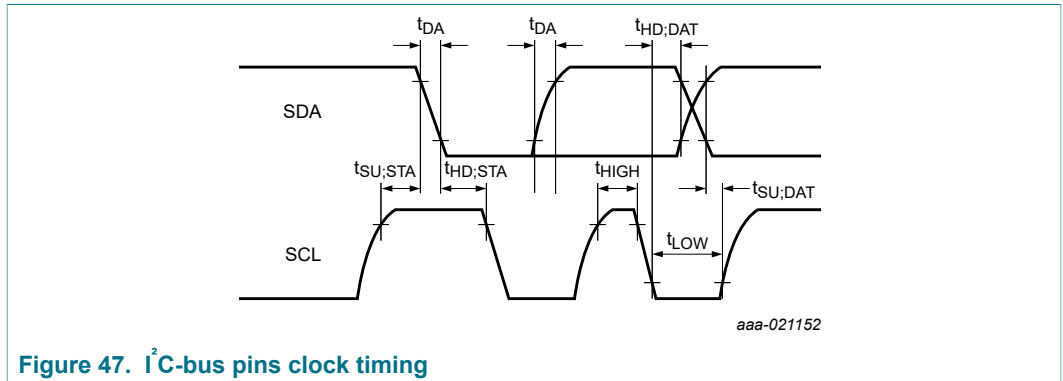 tDA tDA tHD;DAT
SDA
tSU;STA tHD;STA tHIGH tSU;DAT
tLOW
SCL
aaa-021152
Figure 47. I²C-bus pins clock timing